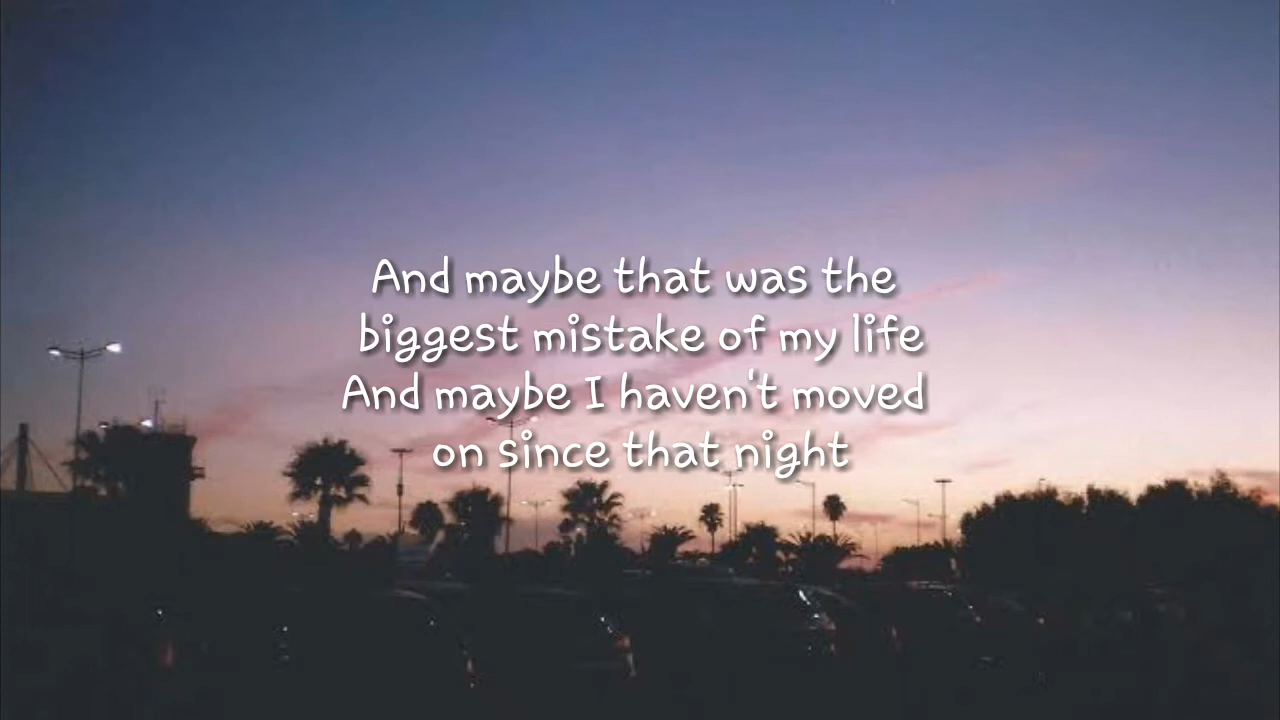 And maybe that was the
biggest mistake of my life
And maybe I haven't moved
on since that night